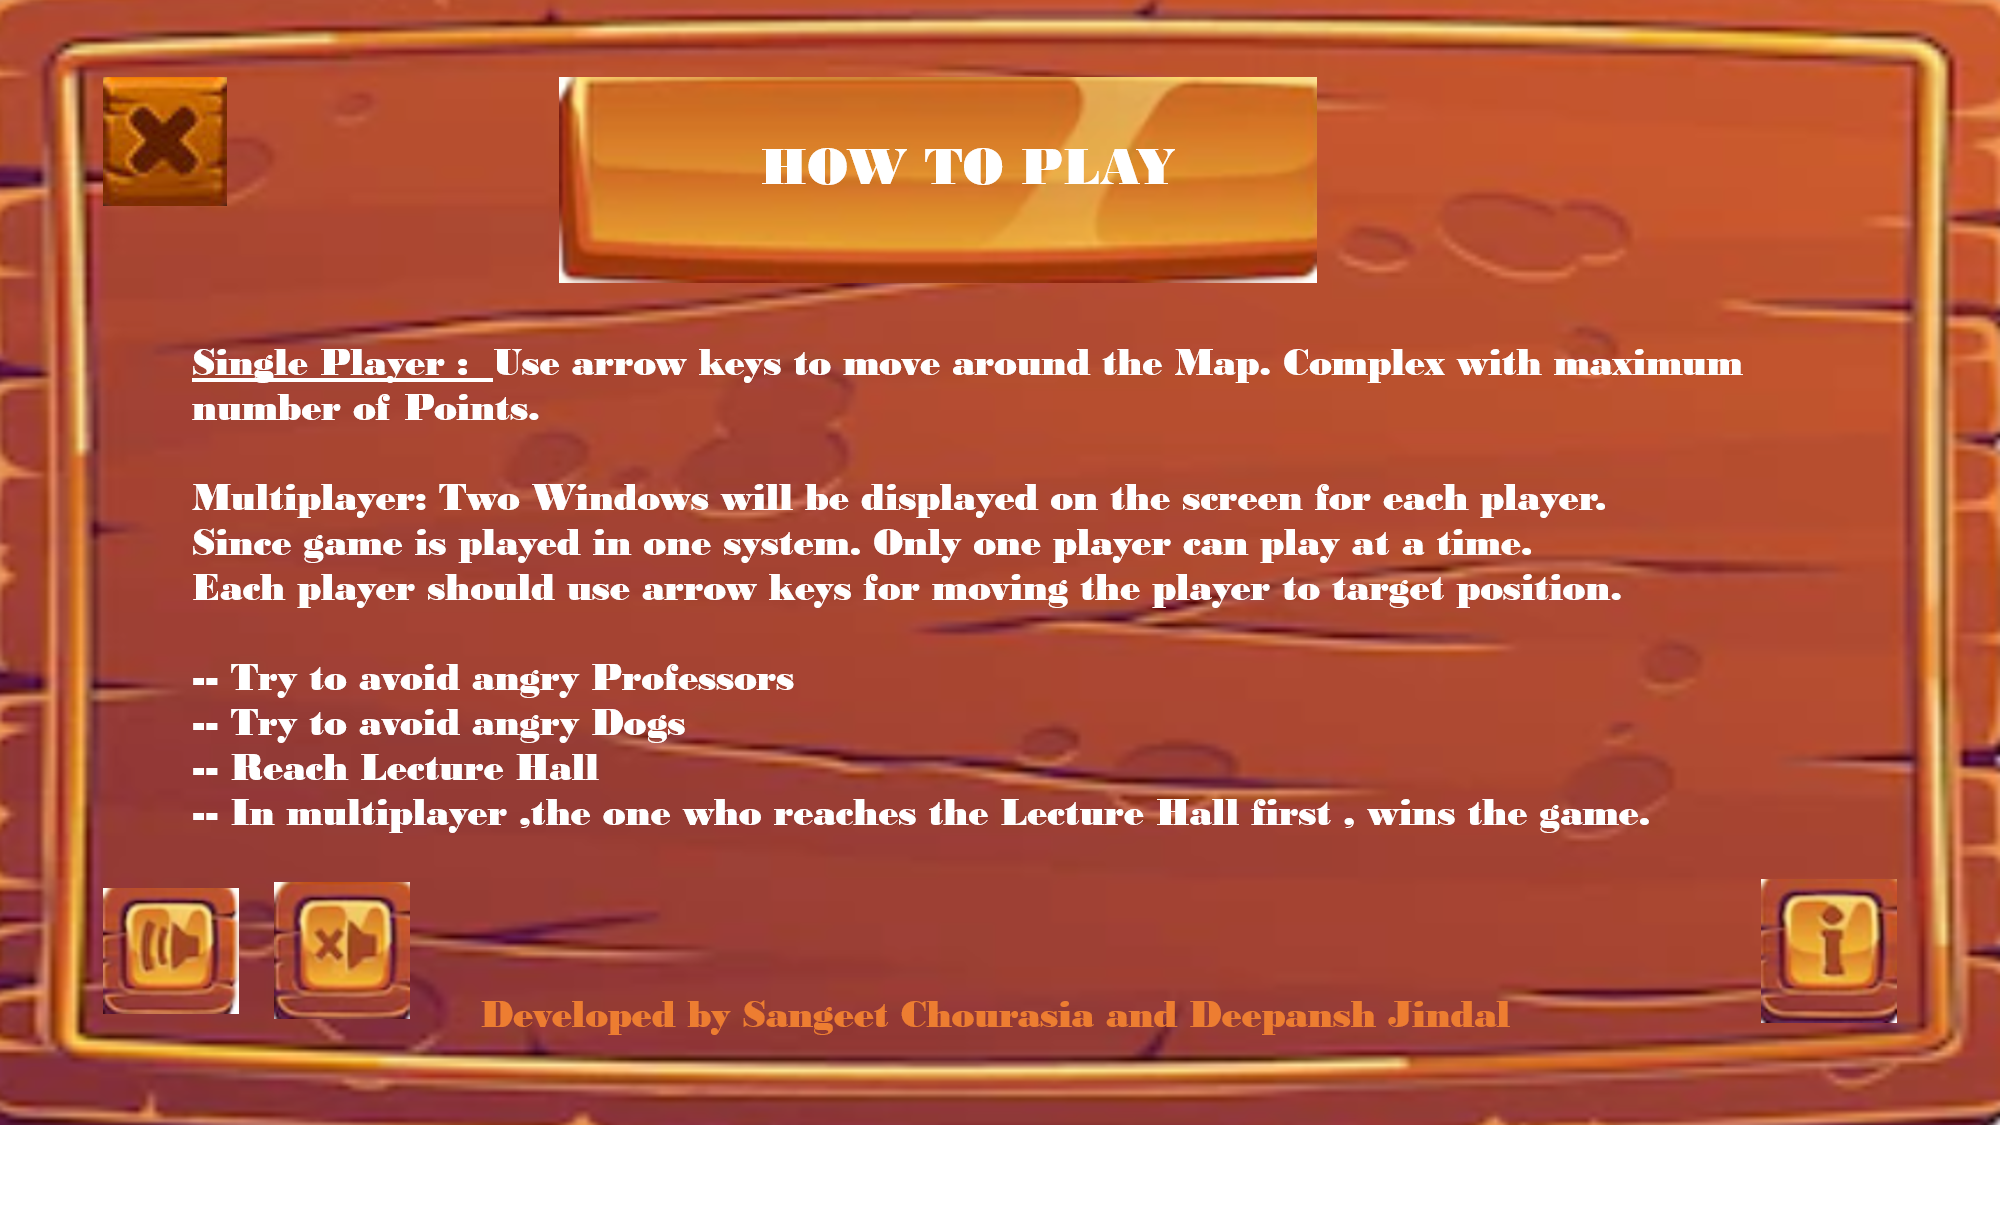 HOW TO PLAY
Single Player :  Use arrow keys to move around the Map. Complex with maximum
number of Points.
Multiplayer: Two Windows will be displayed on the screen for each player.
Since game is played in one system. Only one player can play at a time.
Each player should use arrow keys for moving the player to target position.
-- Try to avoid angry Professors
-- Try to avoid angry Dogs
-- Reach Lecture Hall
-- In multiplayer ,the one who reaches the Lecture Hall first , wins the game.
Developed by Sangeet Chourasia and Deepansh Jindal